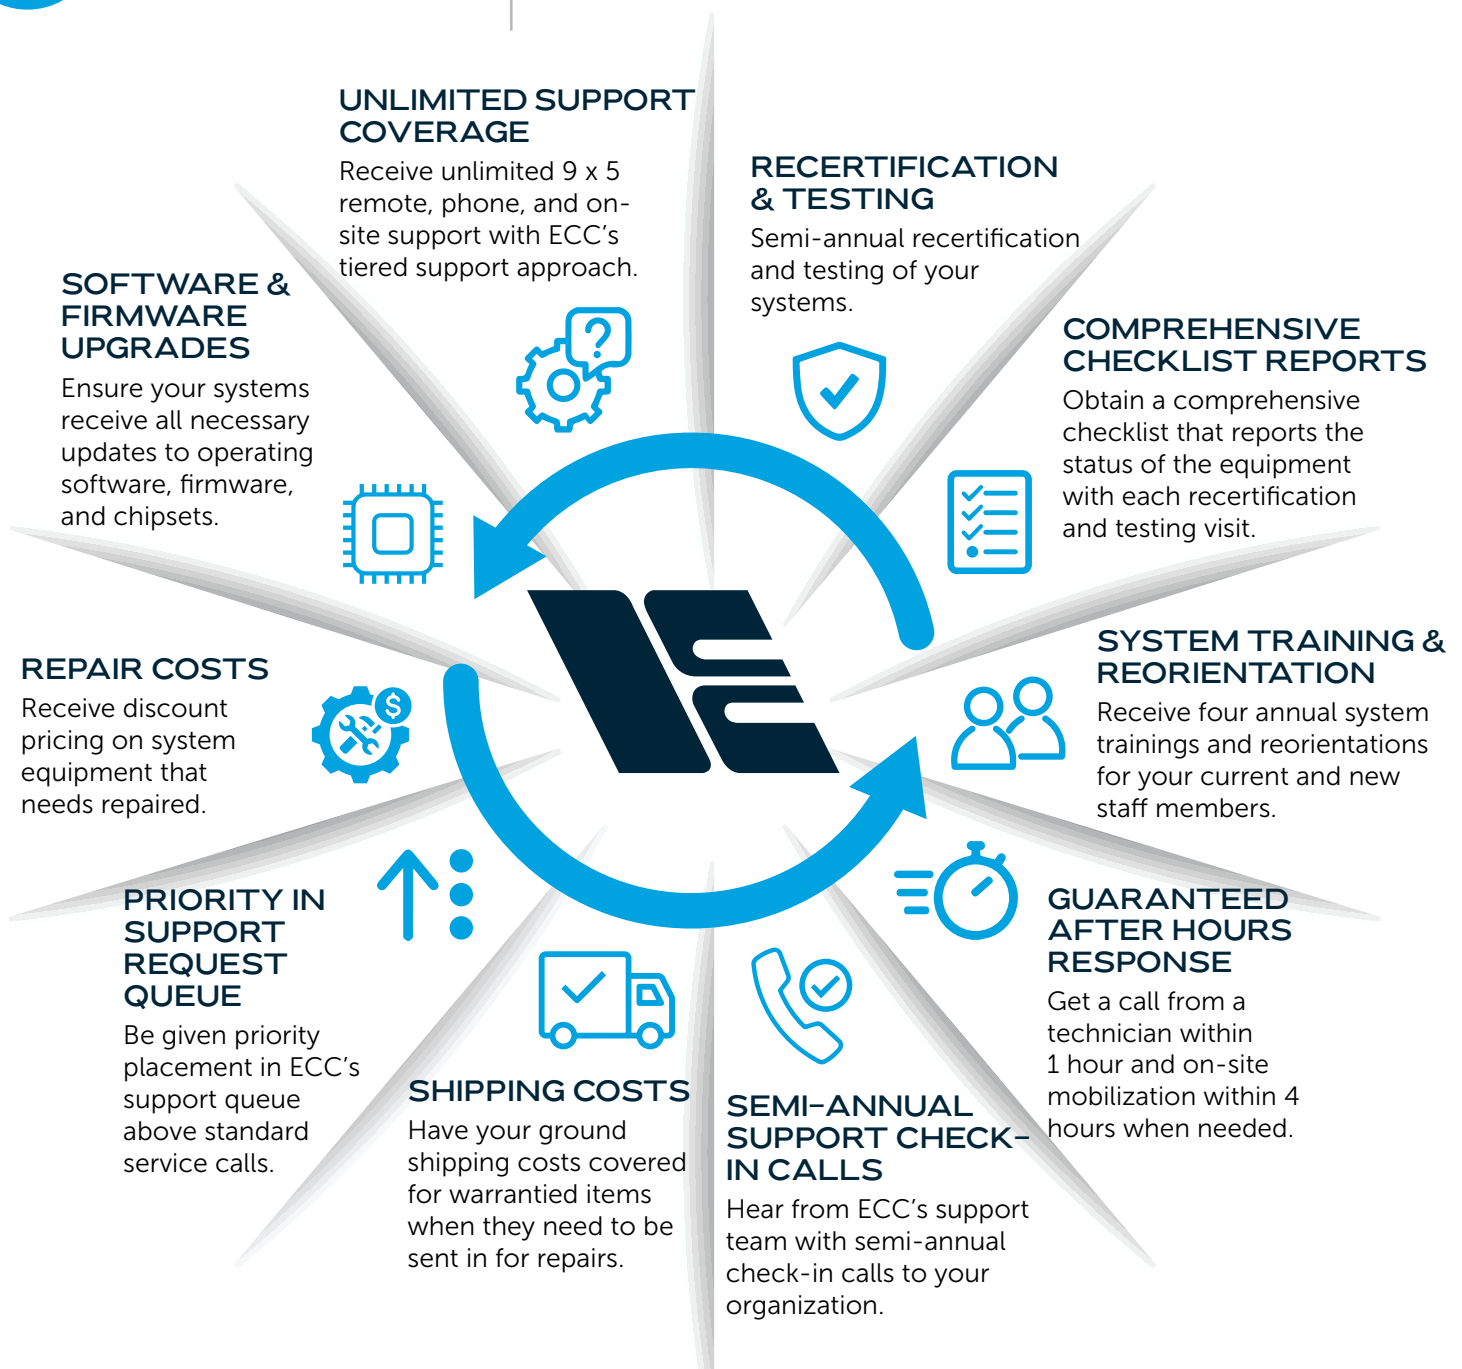 UNLIMITED SUPPORT
COVERAGE
Receive unlimited 9 x 5
remote, phone, and on-
site support with ECC’s
tiered support approach.
RECERTIFICATION
& TESTING
Semi-annual recertification
and testing of your
systems.
COMPREHENSIVE
CHECKLIST REPORTS
Obtain a comprehensive
checklist that reports the
status of the equipment
with each recertification
and testing visit.
SYSTEM TRAINING &
REORIENTATION
Receive four annual system
trainings and reorientations
for your current and new
staff members.
GUARANTEED
AFTER HOURS
RESPONSE
Get a call from a
technician within
1 hour and on-site
mobilization within 4
hours when needed.
SEMI-ANNUAL
SUPPORT CHECK-
IN CALLS
Hear from ECC’s support
team with semi-annual
check-in calls to your
organization.
SHIPPING COSTS
Have your ground
shipping costs covered
for warrantied items
when they need to be
sent in for repairs.
PRIORITY IN
SUPPORT
REQUEST
QUEUE
Be given priority
placement in ECC’s
support queue
above standard
service calls.
REPAIR COSTS
Receive discount
pricing on system
equipment that
needs repaired.
SOFTWARE &
FIRMWARE
UPGRADES
Ensure your systems
receive all necessary
updates to operating
software, firmware,
and chipsets.
?
$